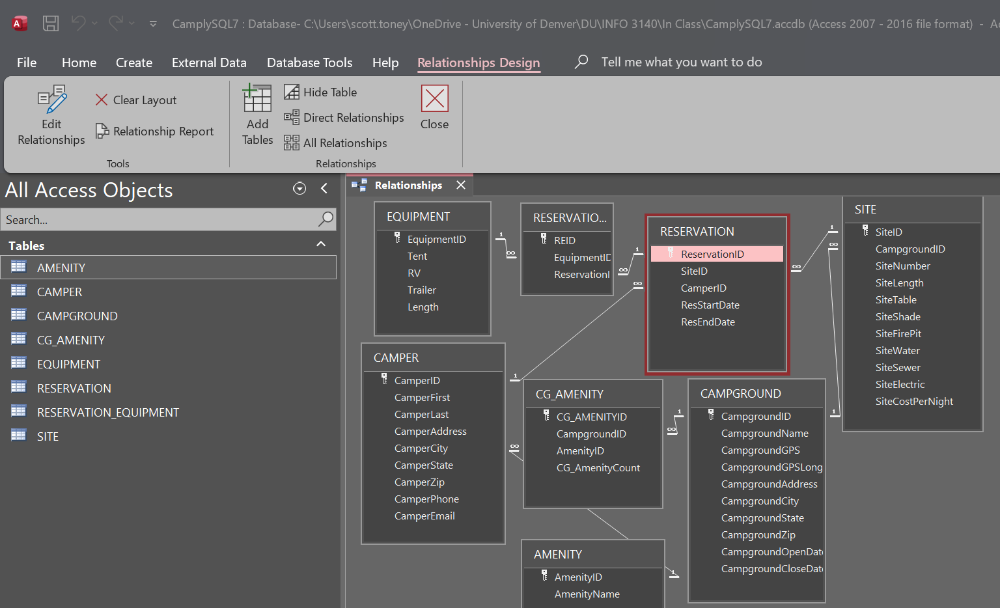 A
CamplySQL7 : Database- C:\Users\scott.toney\OneDrive - University of Denver\DU\INFO 3140\In Class\CamplySQL7.accdb (Access 2007 - 2016 file format) - Ac
File Home Create External Data Database Tools Help Relationships Design Tell me what you want to do
Edit Relationships
Clear Layout
Relationship Report
Tools
Add Tables
Hide Table
Direct Relationships
All Relationships
Close
Relationships
All Access Objects
Search...
Tables
AMENITY
CAMPER
CAMPGROUND
CG_AMENITY
EQUIPMENT
RESERVATION
RESERVATION_EQUIPMENT
SITE
Relationships
EQUIPMENT
EquipmentID
Tent
RV
Trailer
Length
1
∞
RESERVATIO...
REID
EquipmentID
ReservationI
1
∞
∞
RESERVATION
ReservationID
SiteID
CamperID
ResStartDate
ResEndDate
∞
1
∞
SITE
SiteID
CampgroundID
SiteNumber
SiteLength
SiteTable
SiteShade
SiteFirePit
SiteWater
SiteSewer
SiteElectric
SiteCostPerNight
CAMPER
CamperID
CamperFirst
CamperLast
CamperAddress
CamperCity
CamperState
CamperZip
CamperPhone
CamperEmail
1
∞
CG_AMENITY
CG_AMENITYID
CampgroundID
AmenityID
CG_AmenityCount
1
∞
CAMPGROUND
CampgroundID
CampgroundName
CampgroundGPS
CampgroundGPSLong
CampgroundAddress
CampgroundCity
CampgroundState
CampgroundZip
CampgroundOpenDat
CampgroundCloseDat
1
AMENITY
AmenityID
AmenityName
1